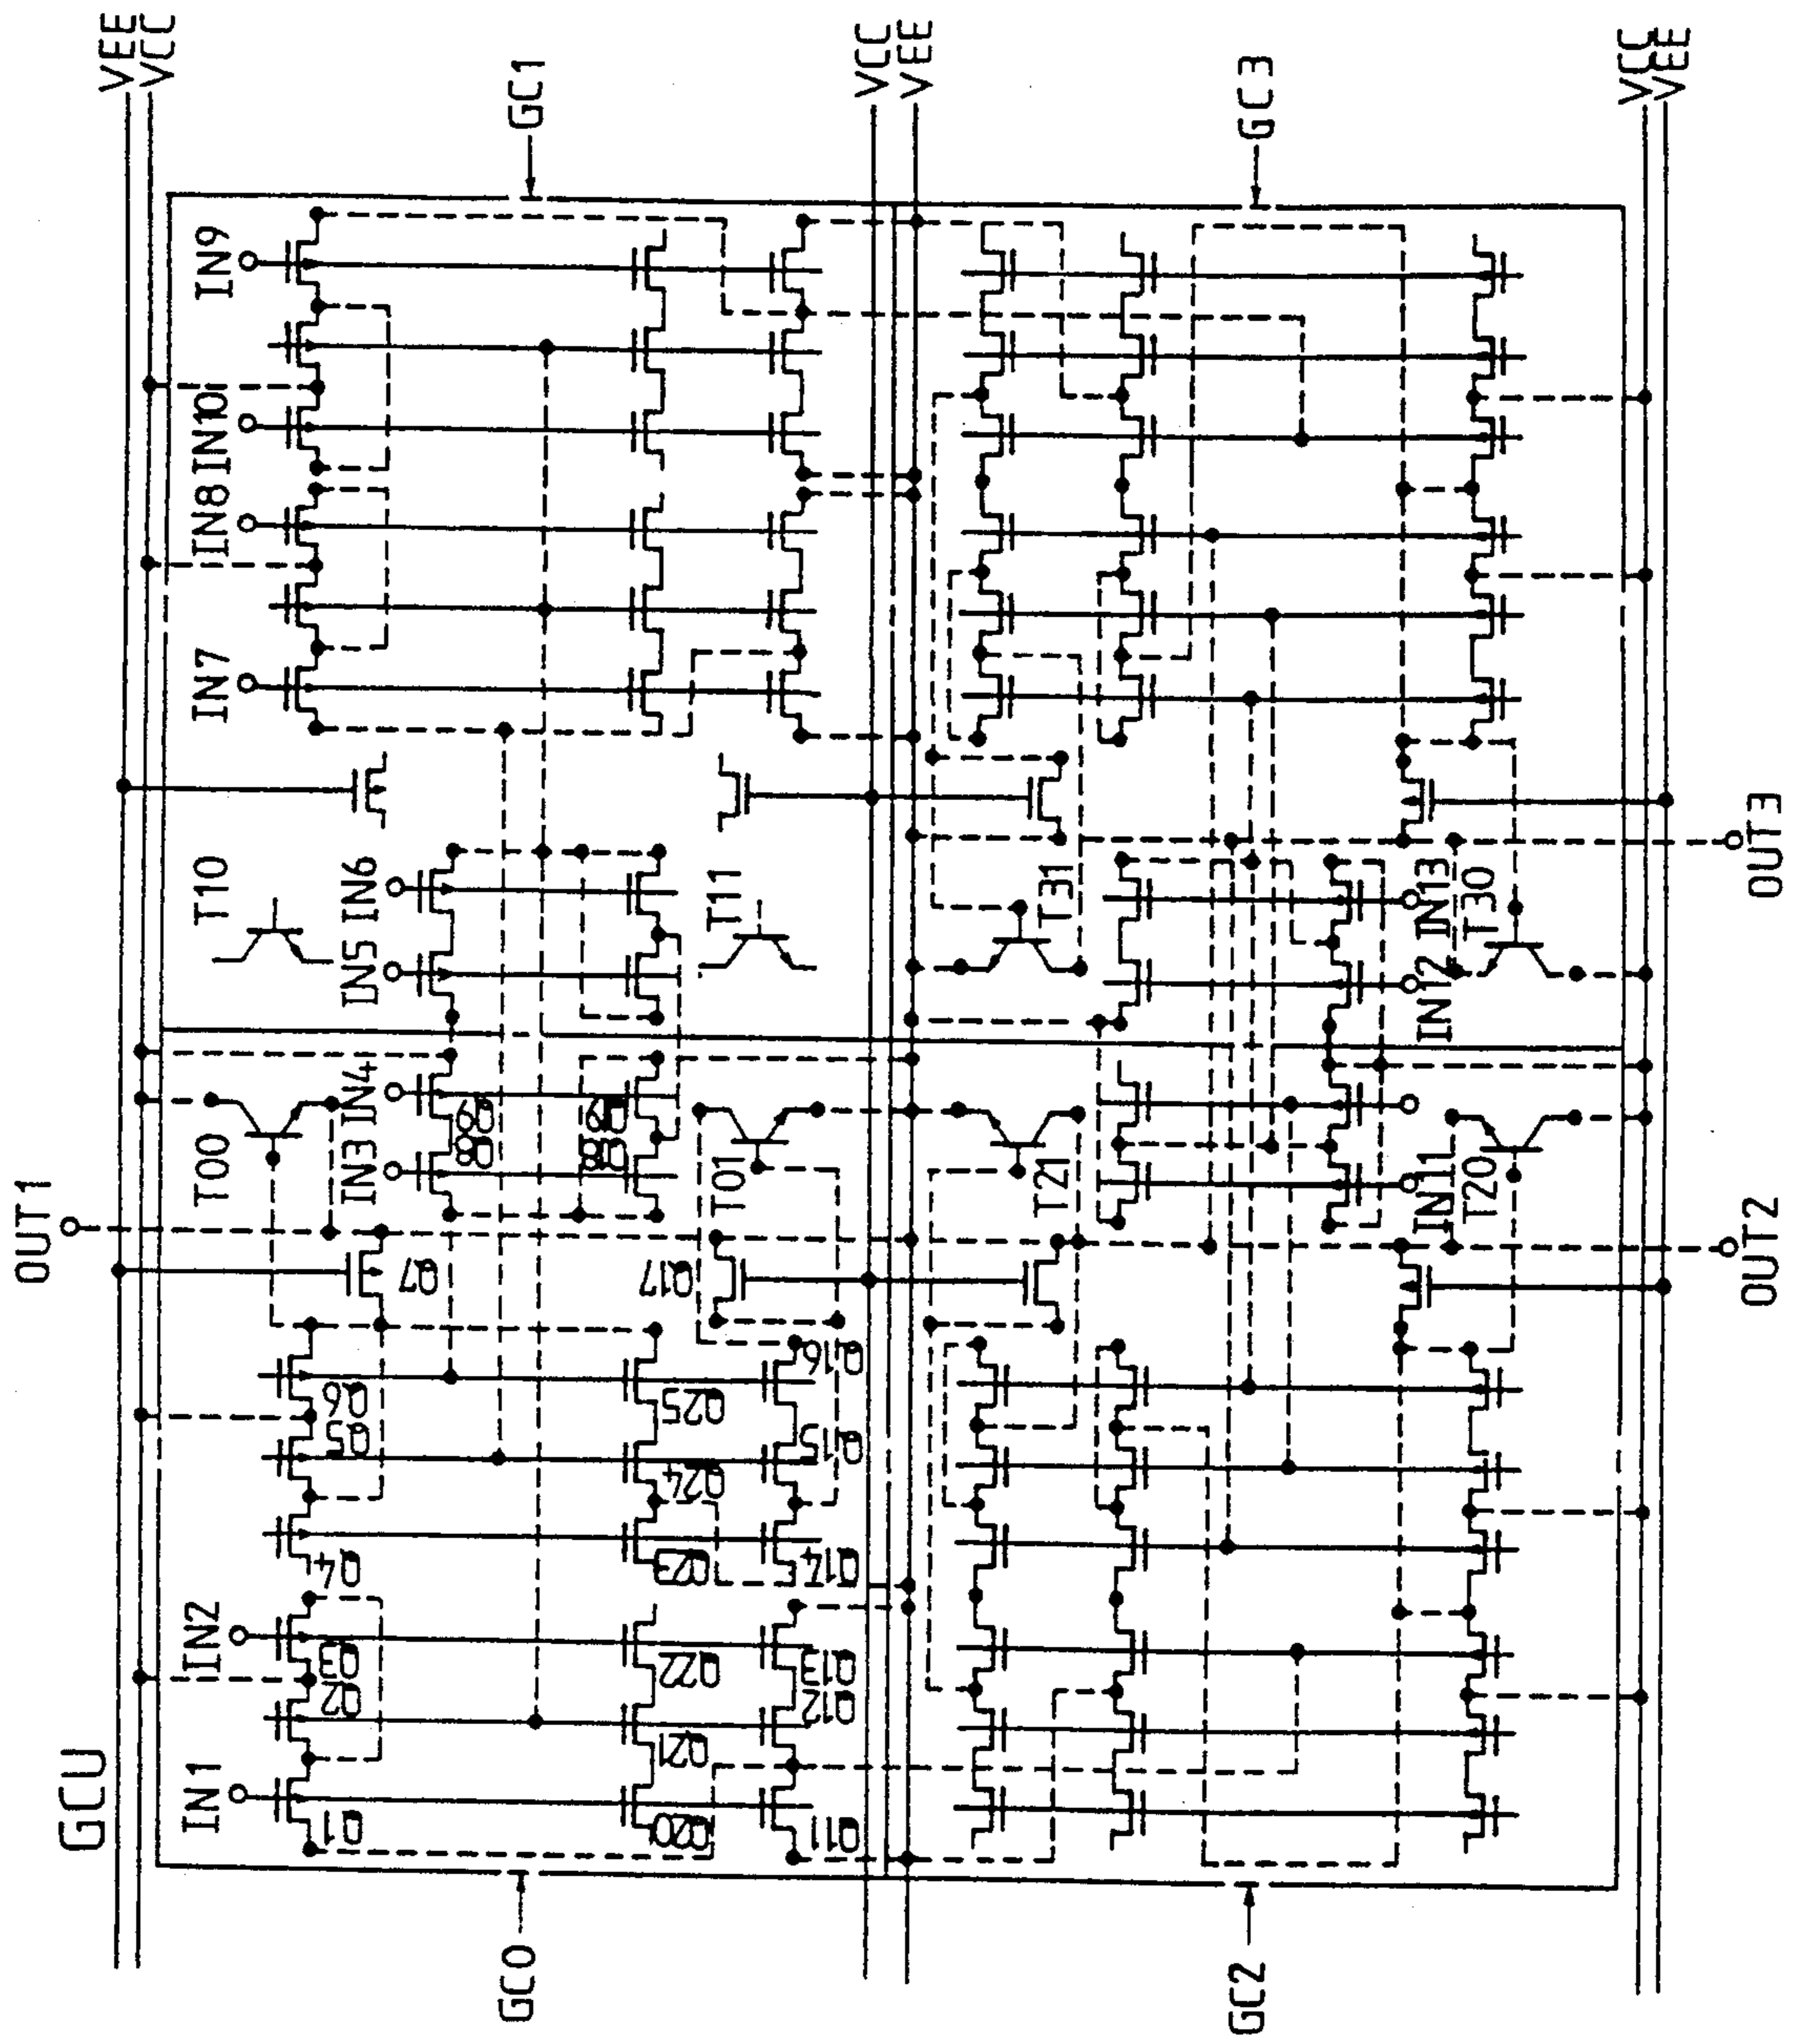 VEE
VCC
GC1
VCC
VEE
GC3
VCC
VEE
IN9
IN10
IN8
IN7
T10
IN6
IN5
T11
T31
IN13
T30
IN12
OUT3
OUT1
T00
IN4
IN3
Q9
Q8
Q19
Q18
T01
T21
IN11
T20
OUT2
Q7
Q17
Q6
Q5
Q25
Q16
Q24
Q15
Q4
Q23
Q14
IN2
Q3
Q2
Q22
Q13
Q12
Q21
GCU
IN1
Q1
Q20
Q11
GC0
GC2